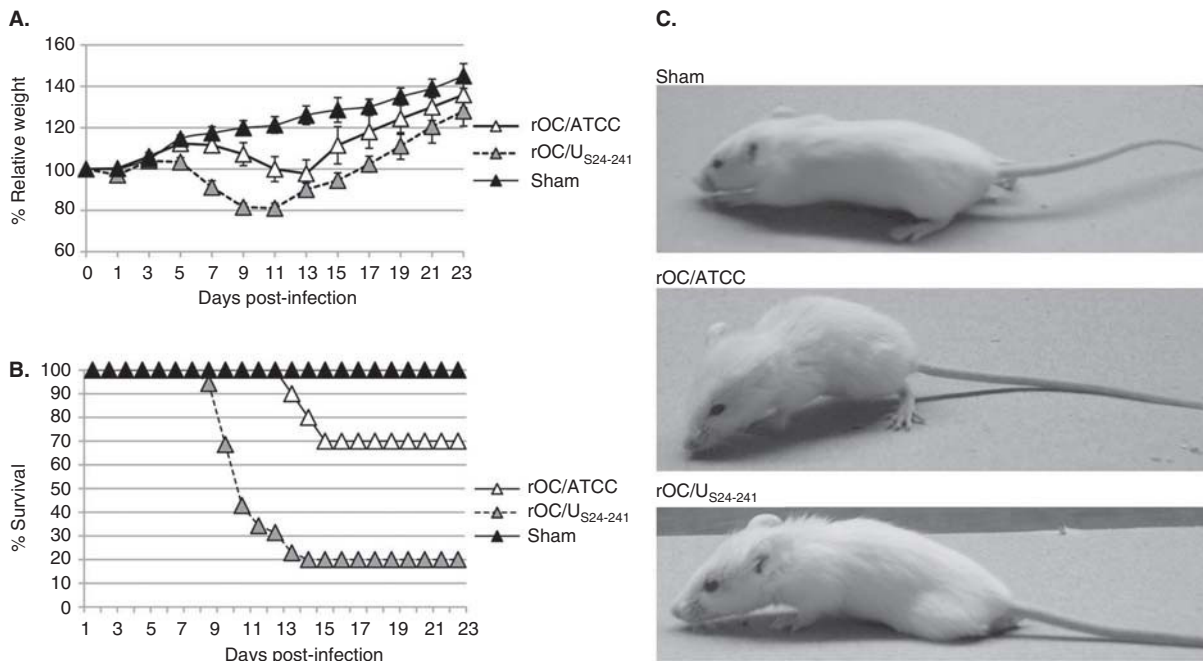 A.
160
140
120
100
80
60
% Relative weight
0 1 3 5 7 9 11 13 15 17 19 21 23
Days post-infection
rOC/ATCC
rOC/US24-241
Sham
B.
100
90
80
70
60
50
40
30
20
10
0
% Survival
1 3 5 7 9 11 13 15 17 19 21 23
Days post-infection
rOC/ATCC
rOC/US24-241
Sham
C.
Sham
rOC/ATCC
rOC/US24-241